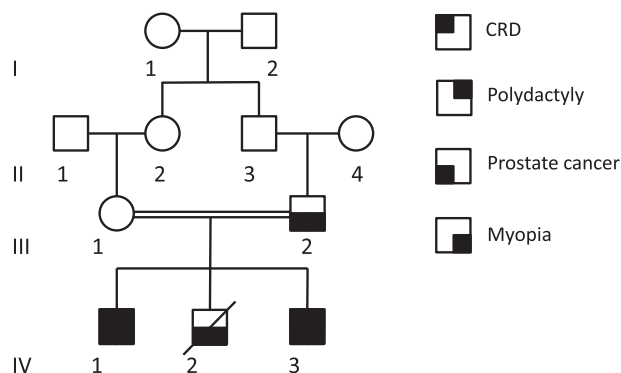 CRD
I
1 2
Polydactyly
II
1 2 3 4
Prostate cancer
Myopia
III
1 2
IV
1 2 3